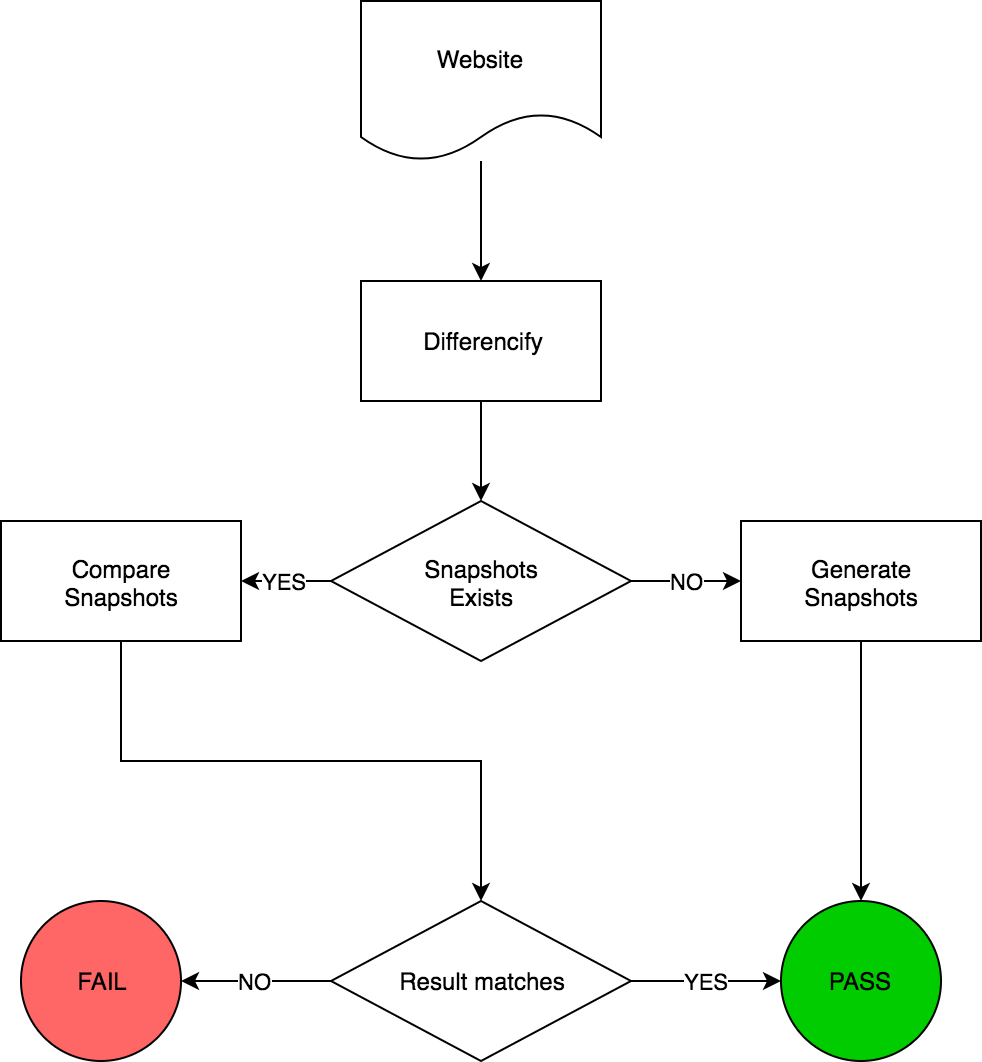 Website
Differencify
Compare
Snapshots
YES
Snapshots
Exists
NO
Generate
Snapshots
FAIL
NO
Result matches
YES
PASS